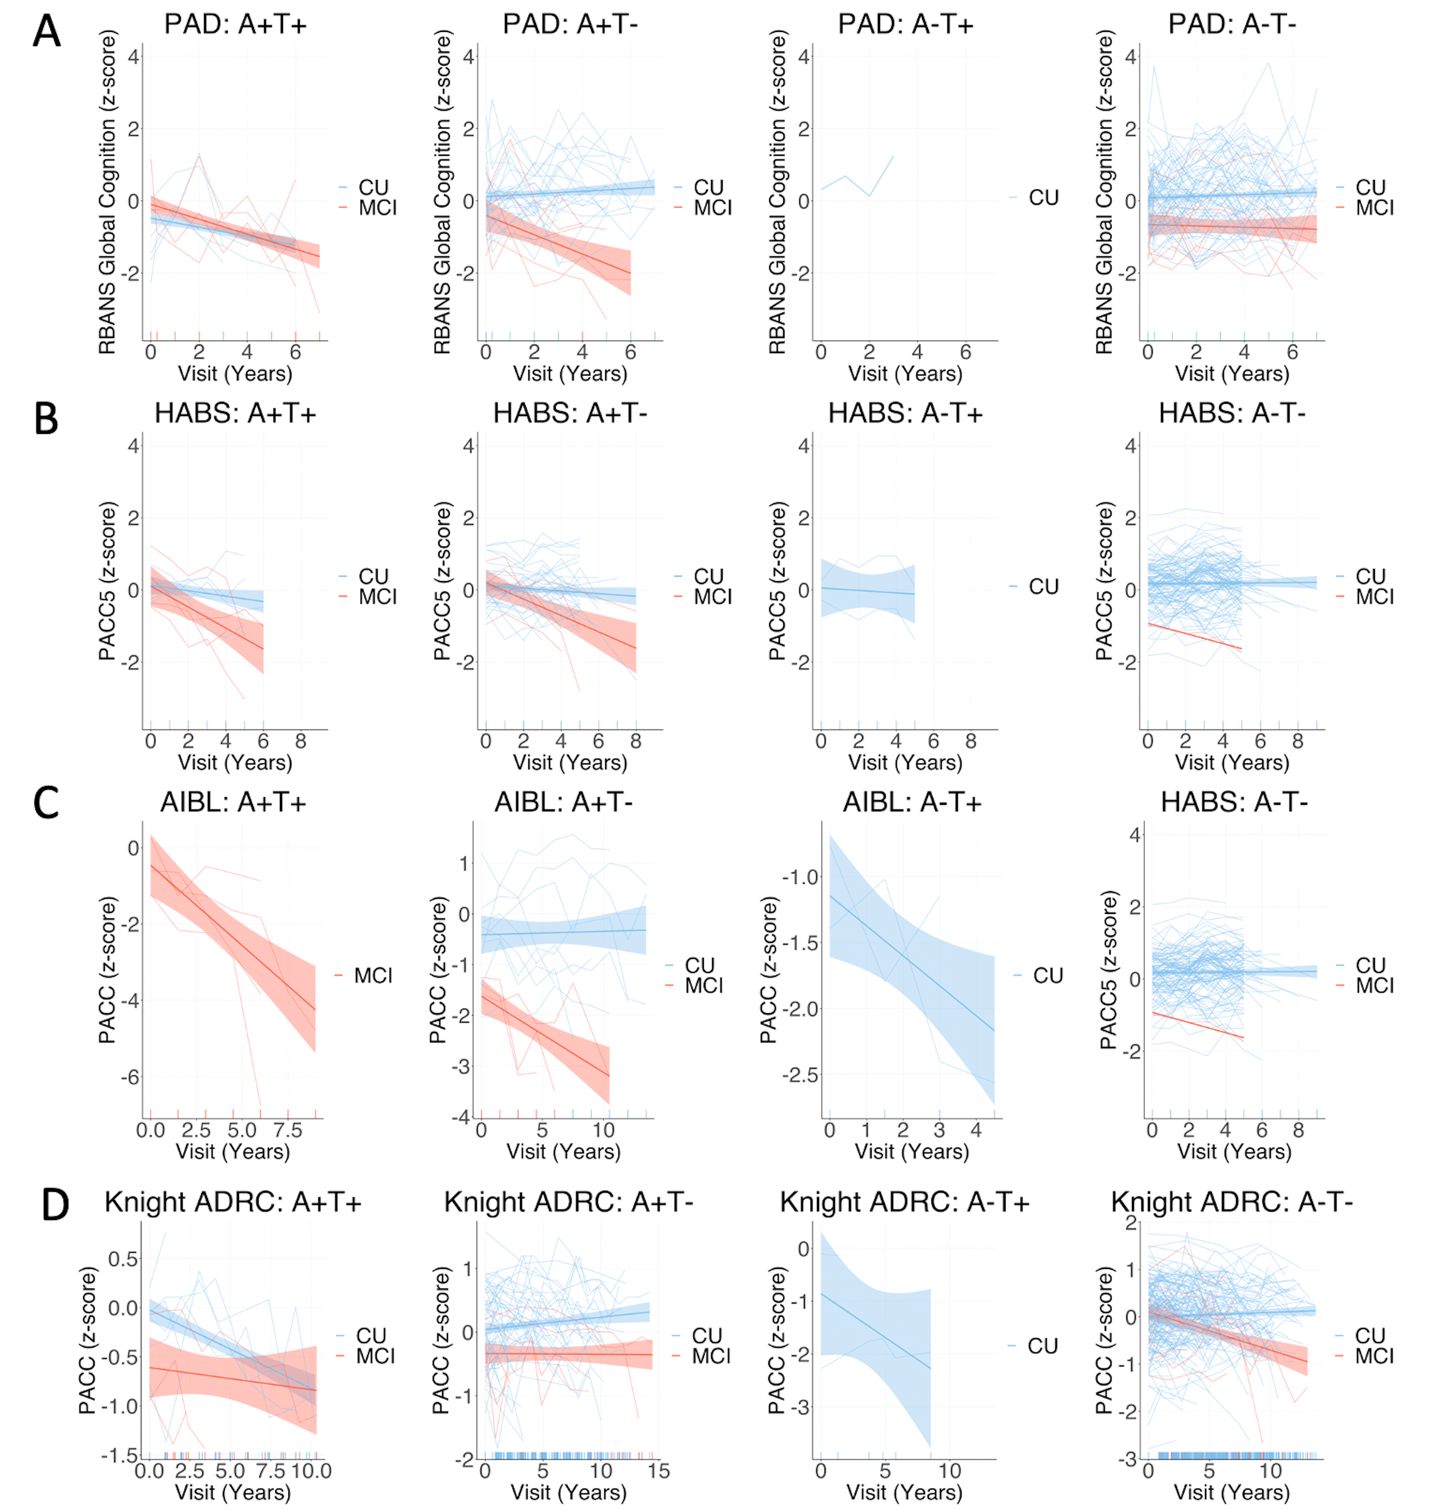 A
PAD: A+T+
RBANS Global Cognition (z-score)
4
2
0
-2
0 2 4 6
Visit (Years)
CU
MCI
PAD: A+T-
RBANS Global Cognition (z-score)
4
2
0
-2
0 2 4 6
Visit (Years)
CU
MCI
PAD: A-T+
RBANS Global Cognition (z-score)
4
2
0
-2
0 2 4 6
Visit (Years)
CU
PAD: A-T-
RBANS Global Cognition (z-score)
4
2
0
-2
0 2 4 6
Visit (Years)
CU
MCI
B
HABS: A+T+
PACC5 (z-score)
4
2
0
-2
0 2 4 6 8
Visit (Years)
CU
MCI
HABS: A+T-
PACC5 (z-score)
4
2
0
-2
0 2 4 6 8
Visit (Years)
CU
MCI
HABS: A-T+
PACC5 (z-score)
4
2
0
-2
0 2 4 6 8
Visit (Years)
CU
HABS: A-T-
PACC5 (z-score)
4
2
0
-2
0 2 4 6 8
Visit (Years)
CU
MCI
C
AIBL: A+T+
PACC (z-score)
0
-2
-4
-6
0.0 2.5 5.0 7.5
Visit (Years)
MCI
AIBL: A+T-
PACC (z-score)
1
0
-1
-2
-3
-4
0 5 10
Visit (Years)
CU
MCI
AIBL: A-T+
PACC (z-score)
-1.0
-1.5
-2.0
-2.5
0 1 2 3 4
Visit (Years)
CU
HABS: A-T-
PACC5 (z-score)
4
2
0
-2
0 2 4 6 8
Visit (Years)
CU
MCI
D
Knight ADRC: A+T+
PACC (z-score)
0.5
0.0
-0.5
-1.0
-1.5
0.0 2.5 5.0 7.5 10.0
Visit (Years)
CU
MCI
Knight ADRC: A+T-
PACC (z-score)
1
0
-1
-2
0 5 10 15
Visit (Years)
CU
MCI
Knight ADRC: A-T+
PACC (z-score)
0
-1
-2
-3
0 5 10
Visit (Years)
CU
Knight ADRC: A-T-
PACC (z-score)
2
1
0
-1
-2
-3
0 5 10
Visit (Years)
CU
MCI